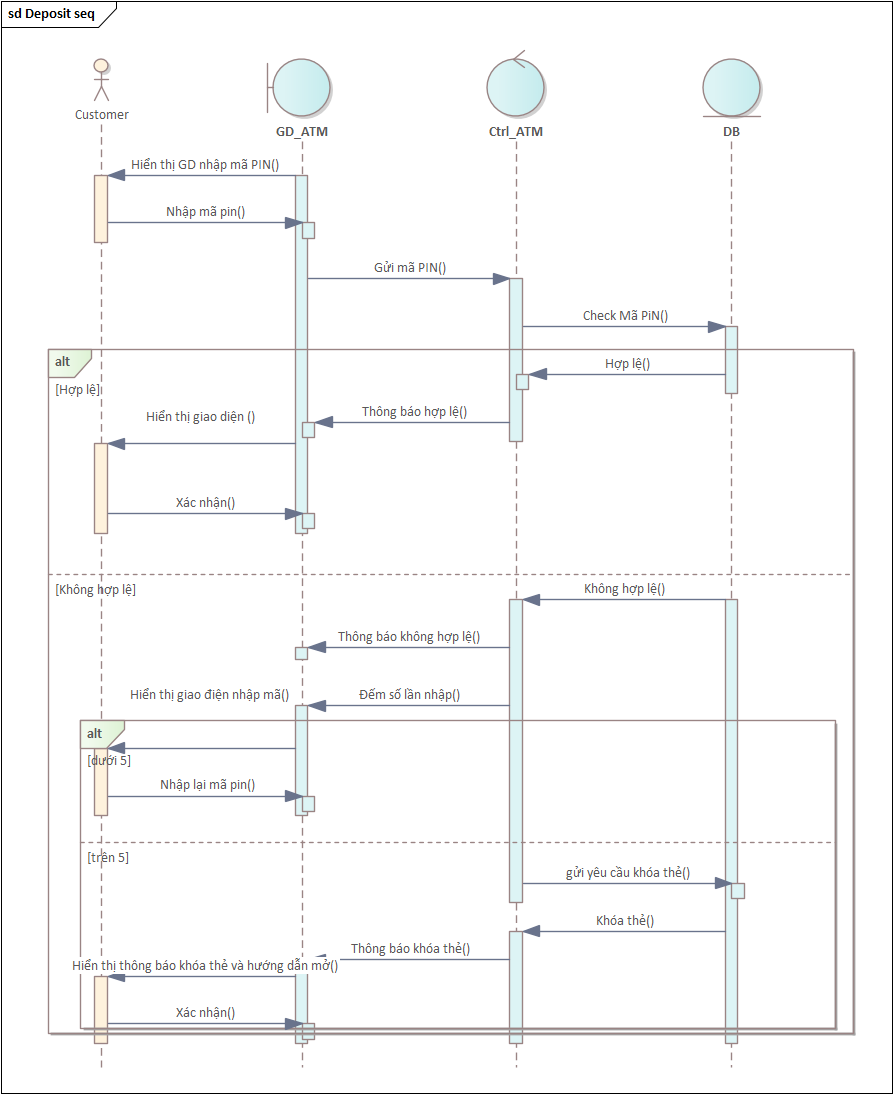 sd Deposit seq
Customer
GD_ATM
Ctrl_ATM
DB
Hiển thị GD nhập mã PIN()
Nhập mã pin()
Gửi mã PIN()
Check Mã PiN()
alt
Hợp lệ()
[Hợp lệ]
Thông báo hợp lệ()
Hiển thị giao diện ()
Xác nhận()
[Không hợp lệ]
Không hợp lệ()
Thông báo không hợp lệ()
Hiển thị giao điện nhập mã()
Đếm số lần nhập()
alt
[dưới 5]
Nhập lại mã pin()
[trên 5]
gửi yêu cầu khóa thẻ()
Khóa thẻ()
Thông báo khóa thẻ()
Hiển thị thông báo khóa thẻ và hướng dẫn mở()
Xác nhận()